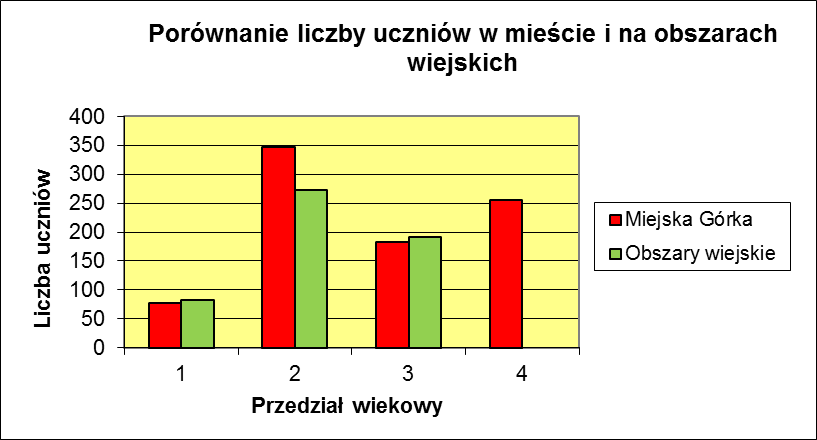 Porównanie liczby uczniów w mieście i na obszarach
wiejskich
400
350
300
250
200
150
100
50
0
Liczba uczniów
1 2 3 4
Przedział wiekowy
Miejska Górka
Obszary wiejskie